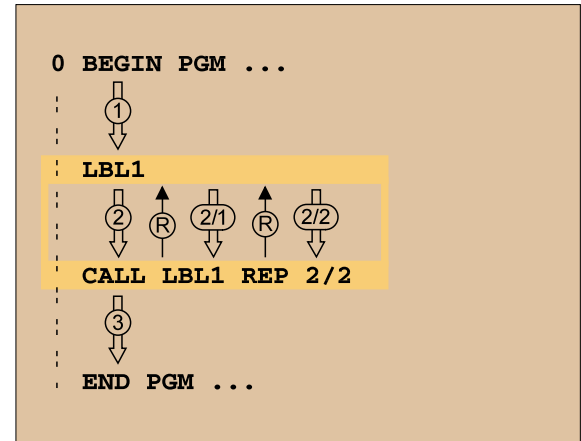 0 BEGIN PGM ...
1
LBL1
2 R 2/1 R 2/2
CALL LBL1 REP 2/2
3
END PGM ...